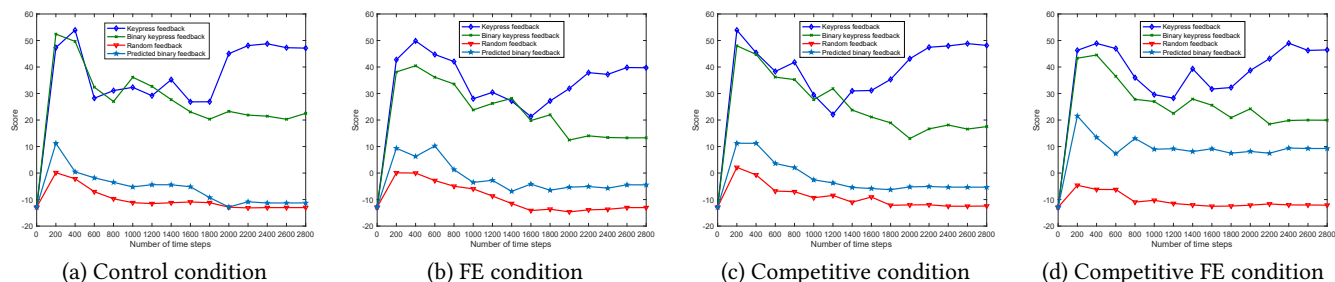 60
50
40
30
20
10
0
-10
-20
Score
Keypress feedback
Binary keypress feedback
Random feedback
Predicted binary feedback
0 200 400 600 800 1000 1200 1400 1600 1800 2000 2200 2400 2600 2800
Number of time steps
(a) Control condition
60
50
40
30
20
10
0
-10
-20
Score
Keypress feedback
Binary keypress feedback
Random feedback
Predicted binary feedback
0 200 400 600 800 1000 1200 1400 1600 1800 2000 2200 2400 2600 2800
Number of time steps
(b) FE condition
60
50
40
30
20
10
0
-10
-20
Score
Keypress feedback
Binary keypress feedback
Random feedback
Predicted binary feedback
0 200 400 600 800 1000 1200 1400 1600 1800 2000 2200 2400 2600 2800
Number of time steps
(c) Competitive condition
60
50
40
30
20
10
0
-10
-20
Score
Keypress feedback
Binary keypress feedback
Random feedback
Predicted binary feedback
0 200 400 600 800 1000 1200 1400 1600 1800 2000 2200 2400 2600 2800
Number of time steps
(d) Competitive FE condition